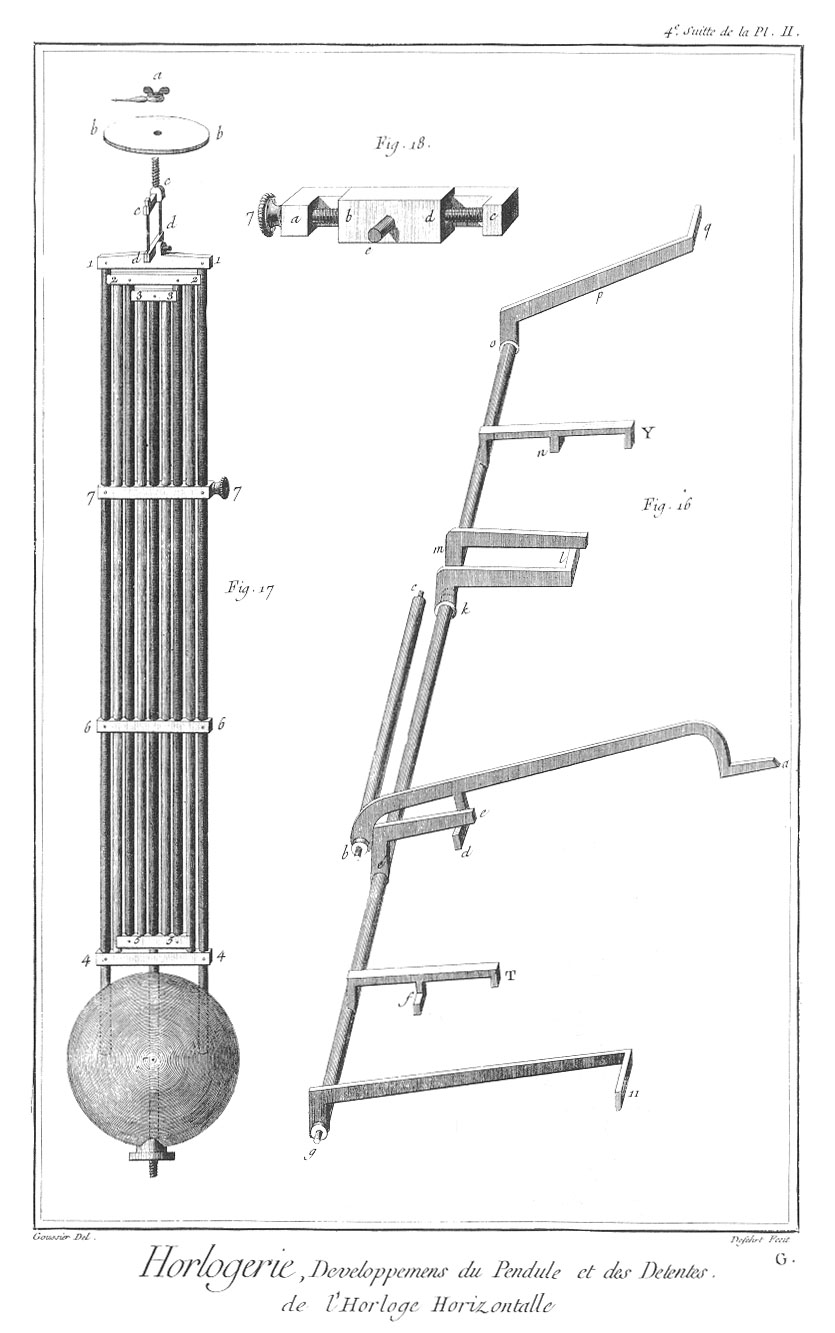 4e. Suitte de la Pl. II.
a
b b
Fig. 18.
c
c
d
d
7 a b d c
e
q
1 1
2 2
3 3
p
o
n Y
7 7
Fig. 16
m
l
Fig. 17
c
k
6 6
a
e
b d
5 5
4 4
T
f
11
g
Goussier Del.
Defehrt Fecit
G.
Horlogerie, Developpemens du Pendule et des Detentes.
de l'Horloge Horizontalle